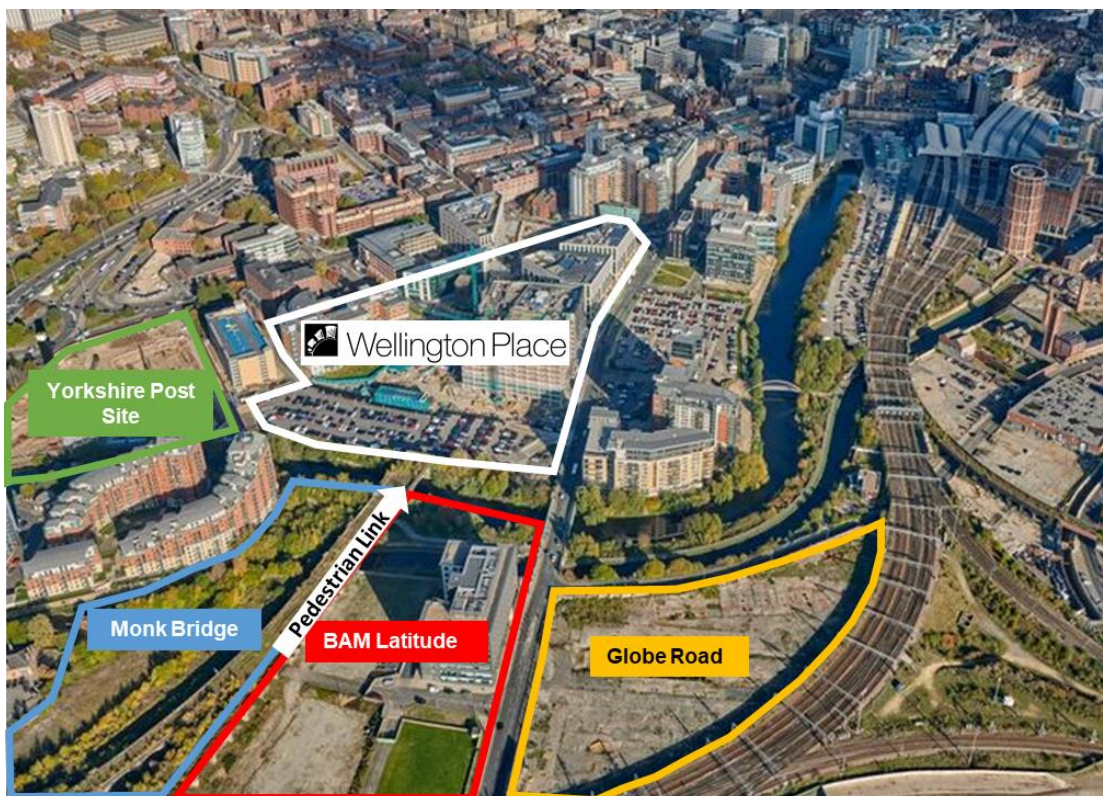 Wellington Place
Yorkshire Post
Site
Pedestrian Link
Monk Bridge
BAM Latitude
Globe Road